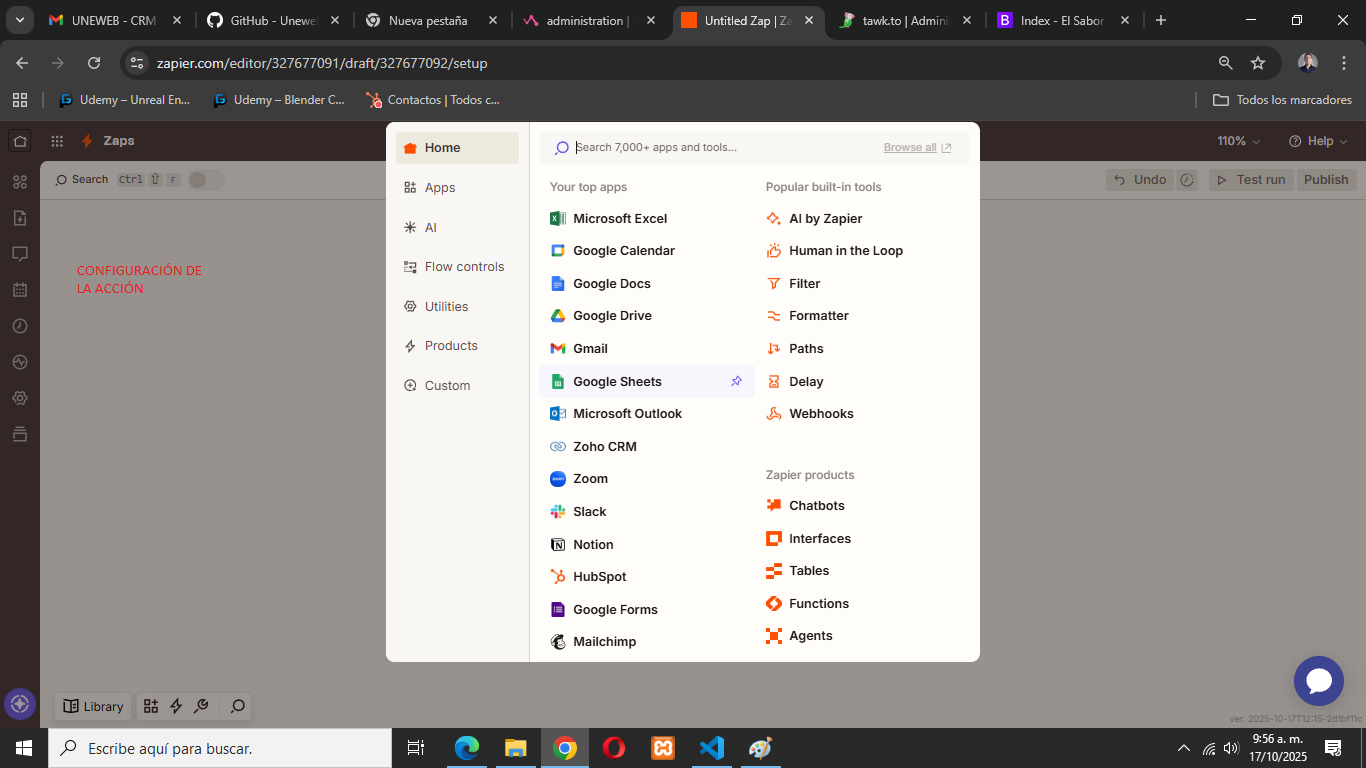 UNEWEB - CRM
GitHub - Unewe
Nueva pestaña
administration |
Untitled Zap | Za
tawk.to | Admini
B Index - El Sabor
zapier.com/editor/327677091/draft/327677092/setup
Udemy – Unreal En...
Udemy – Blender C...
Contactos | Todos c...
Todos los marcadores
Zaps
110%
Help
Search Ctrl ⇧ F
Undo
Test run
Publish
CONFIGURACIÓN DE
LA ACCIÓN
Home
Apps
AI
Flow controls
Utilities
Products
Custom
Search 7,000+ apps and tools...
Browse all
Your top apps
Microsoft Excel
Google Calendar
Google Docs
Google Drive
Gmail
Google Sheets
Microsoft Outlook
Zoho CRM
Zoom
Slack
Notion
HubSpot
Google Forms
Mailchimp
Popular built-in tools
AI by Zapier
Human in the Loop
Filter
Formatter
Paths
Delay
Webhooks
Zapier products
Chatbots
Interfaces
Tables
Functions
Agents
Library
ver. 2025-10-17T12:15-2d1bf11c
Escribe aquí para buscar.
9:56 a. m.
17/10/2025